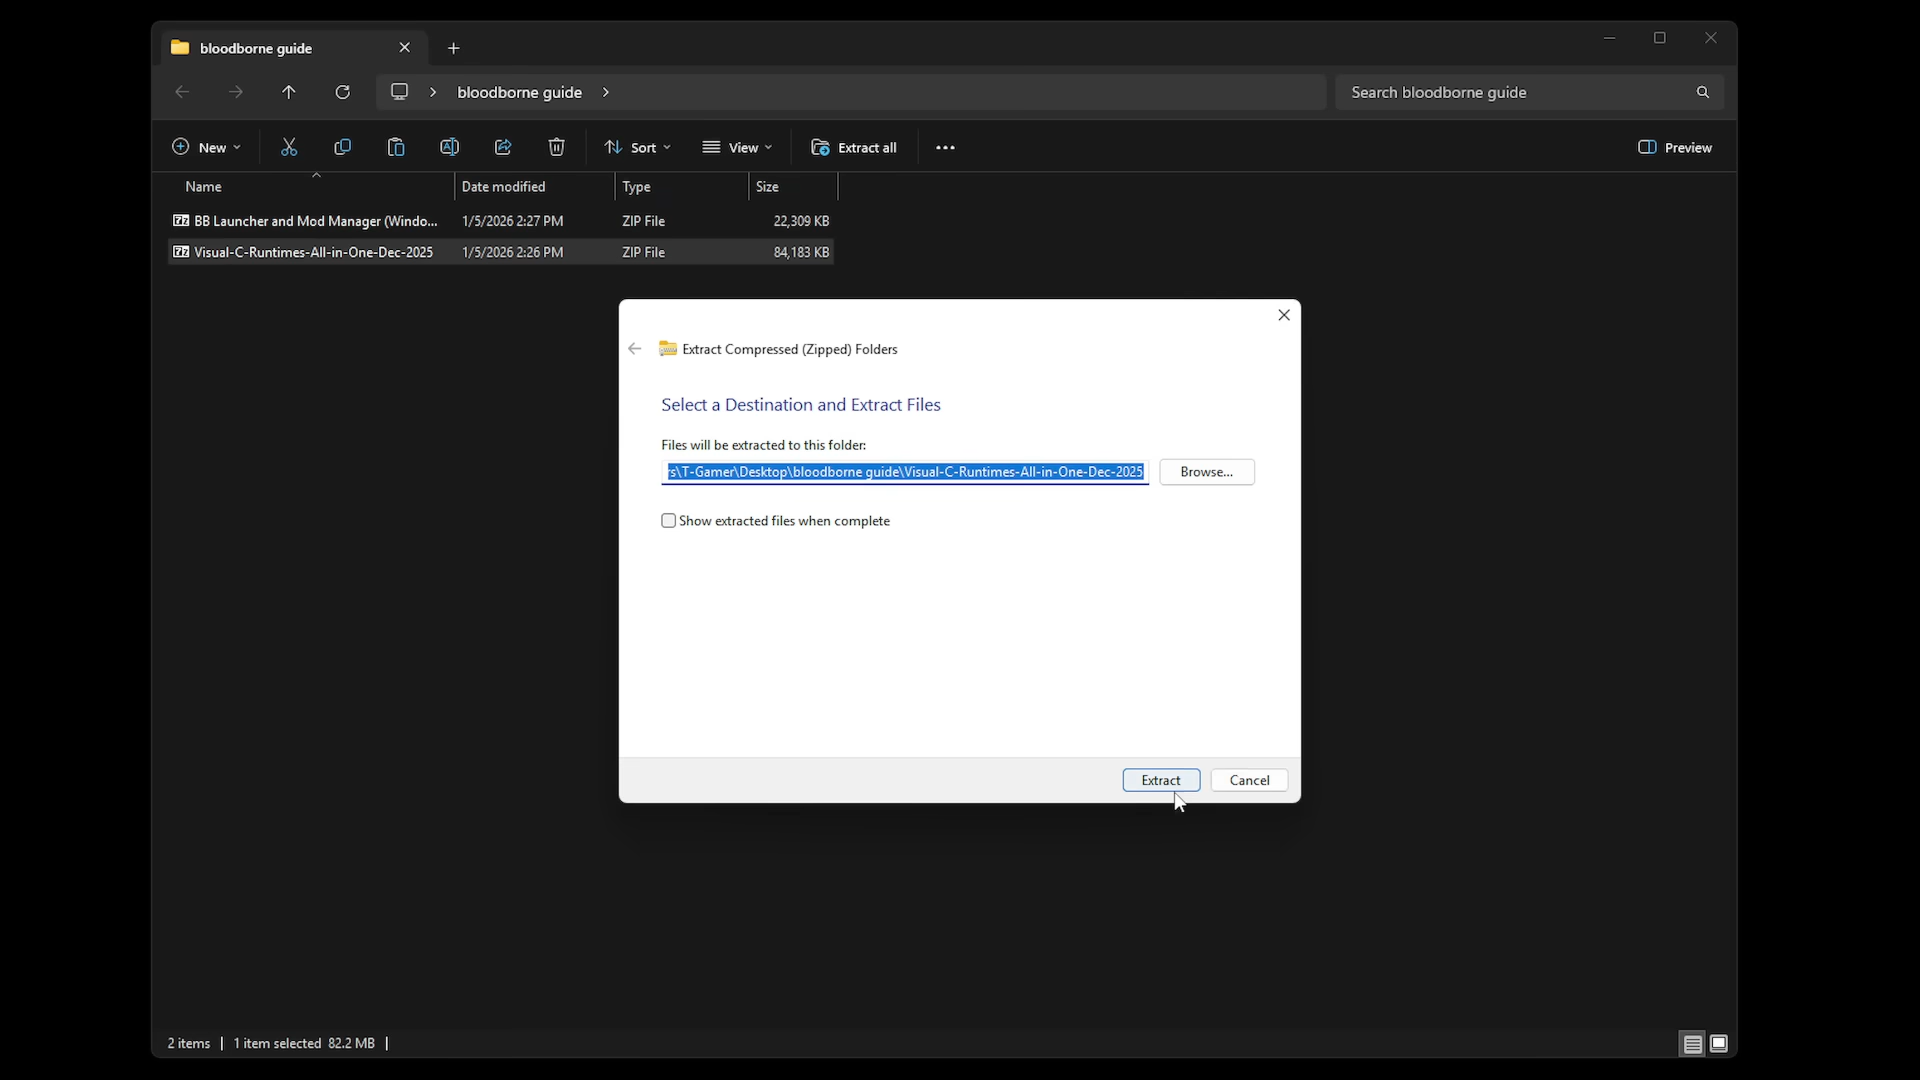 bloodborne guide
bloodborne guide
Search bloodborne guide
New
Sort
View
Extract all
Preview
Name Date modified Type Size
BB Launcher and Mod Manager (Windo... 1/5/2026 2:27 PM ZIP File 22,309 KB
Visual-C-Runtimes-All-in-One-Dec-2025 1/5/2026 2:26 PM ZIP File 84,183 KB
Extract Compressed (Zipped) Folders
Select a Destination and Extract Files
Files will be extracted to this folder:
s\T-Gamer\Desktop\bloodborne guide\Visual-C-Runtimes-All-in-One-Dec-2025
Browse...
Show extracted files when complete
Extract
Cancel
2 items
1 item selected 82.2 MB